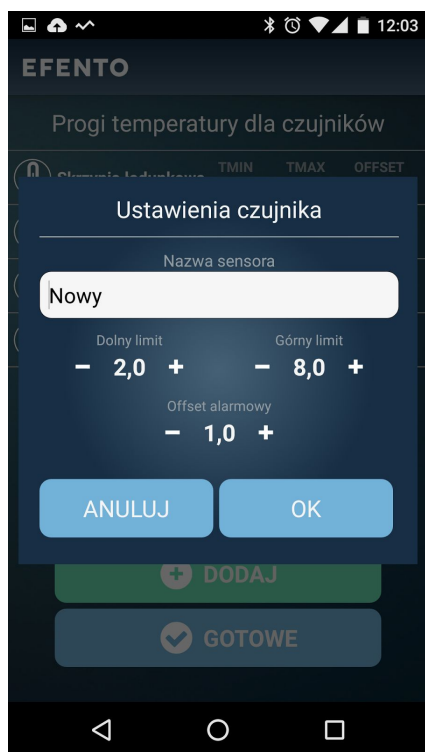 12:03
EFENTO
Progi temperatury dla czujników
TMIN TMAX OFFSET
Ustawienia czujnika
Nazwa sensora
Nowy
Dolny limit Górny limit
− 2,0 + − 8,0 +
Offset alarmowy
− 1,0 +
ANULUJ OK
DODAJ
GOTOWE